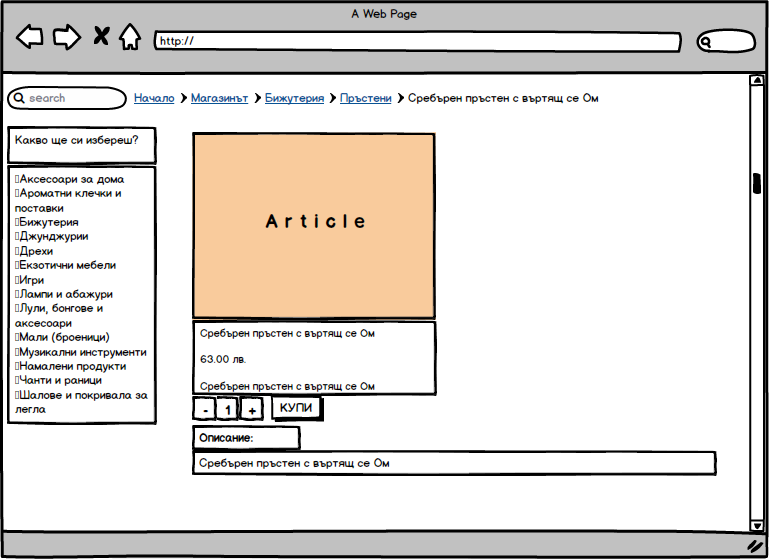 A Web Page
http://
search
Начало Магазинът Бижутерия Пръстени Сребърен пръстен с въртящ се Ом
Какво ще си избереш?
Аксесоари за дома
Ароматни клечки и
поставки
Бижутерия
Джунджурии
Дрехи
Екзотични мебели
Игри
Лампи и абажури
Лули, бонгове и
аксесоари
Мали (броеници)
Музикални инструменти
Намалени продукти
Чанти и раници
Шалове и покривала за
легла
Article
Сребърен пръстен с въртящ се Ом
63.00 лв.
Сребърен пръстен с въртящ се Ом
- 1 + КУПИ
Описание:
Сребърен пръстен с въртящ се Ом